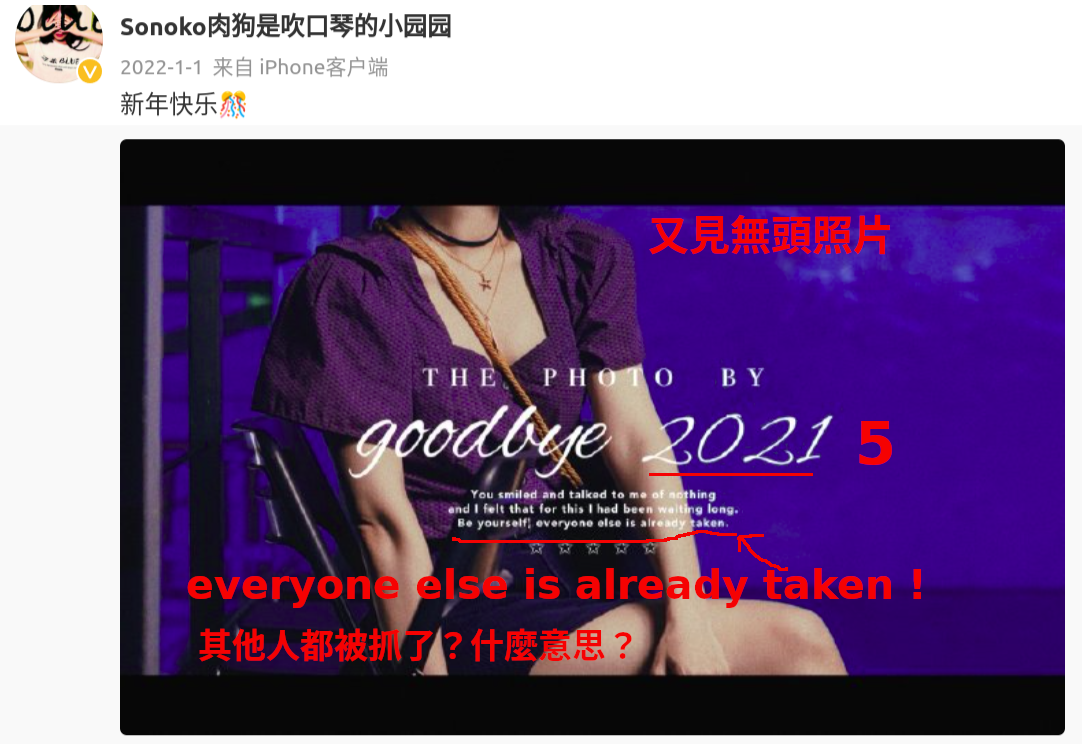 Sonoko肉狗是吹口琴的小园园
2022-1-1 来自 iPhone客户端
新年快乐🎊
又見無頭照片
THE PHOTO BY
goodbye 2021 5
You smiled and talked to me of nothing
and I felt that for this I had been waiting long.
Be yourself, everyone else is already taken.
☆ ☆ ☆ ☆ ☆
everyone else is already taken !
其他人都被抓了？什麼意思？